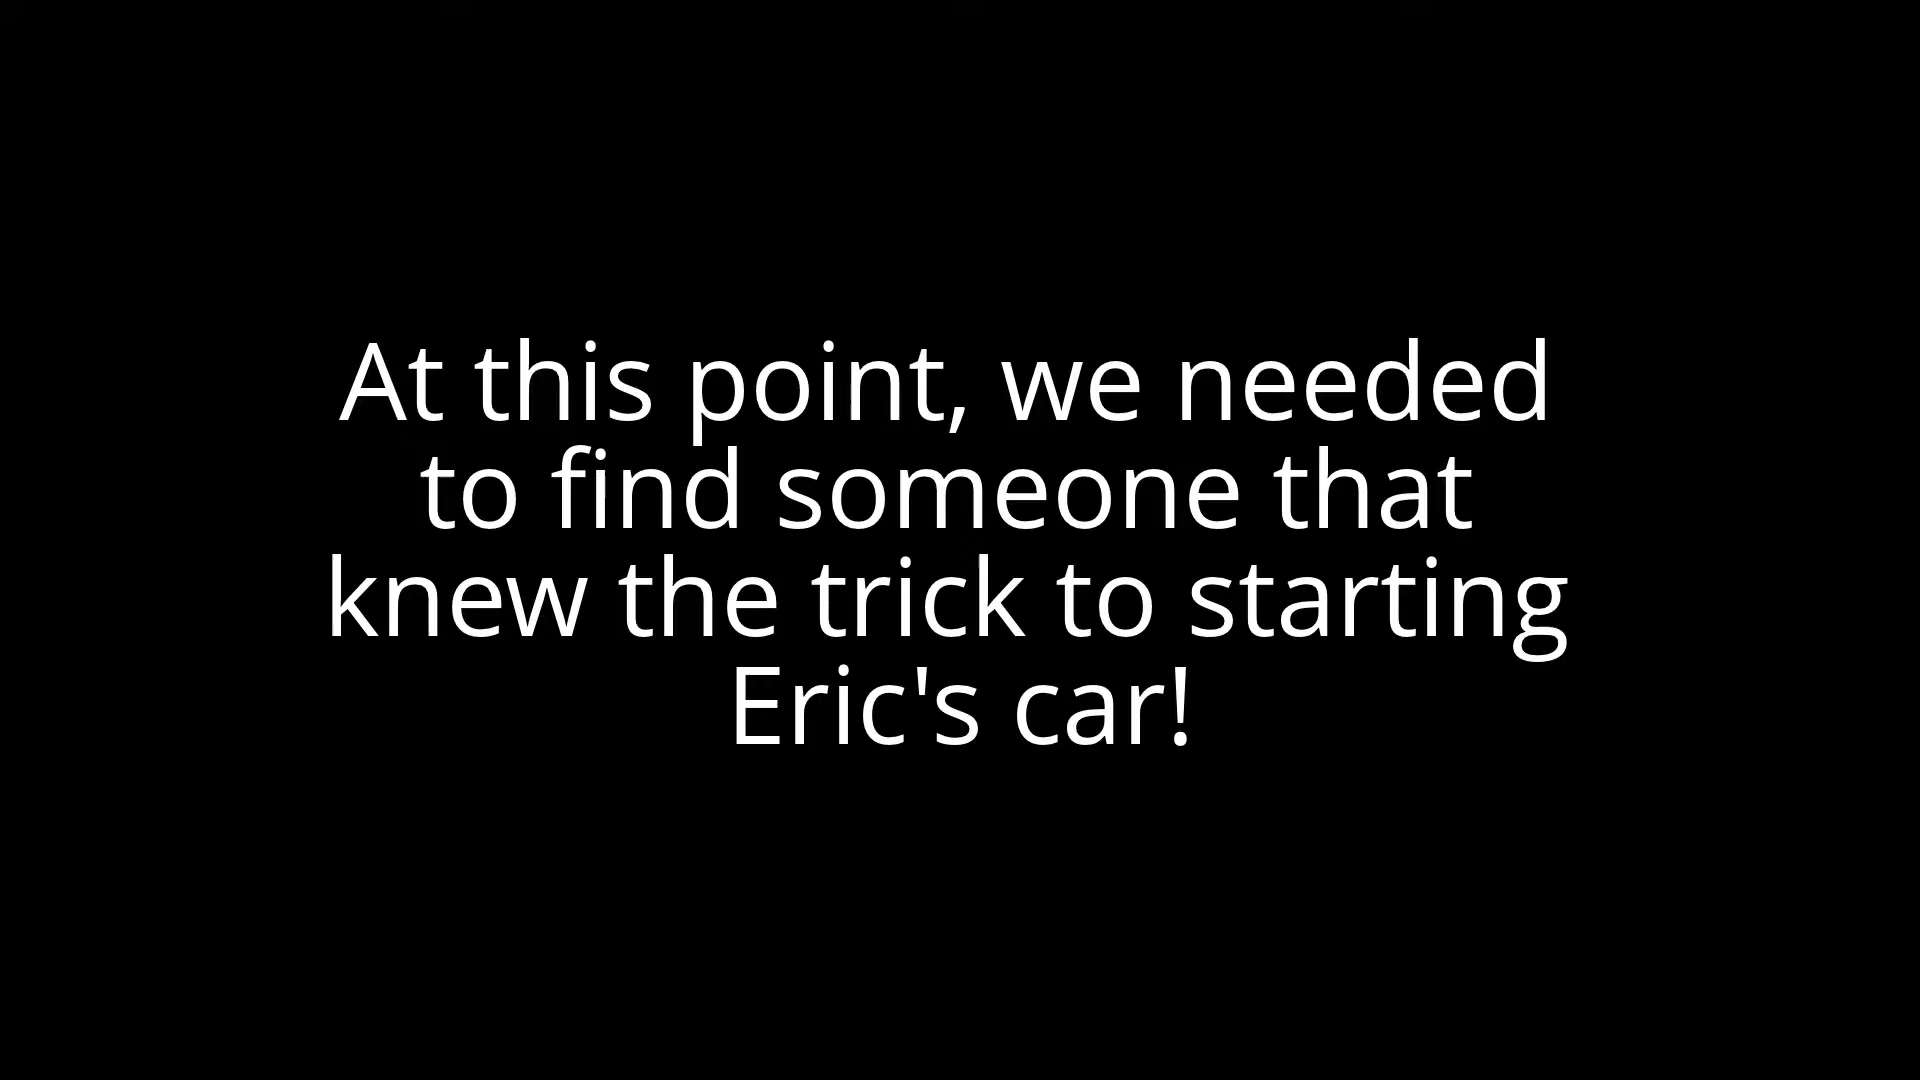 At this point, we needed
to find someone that
knew the trick to starting
Eric's car!